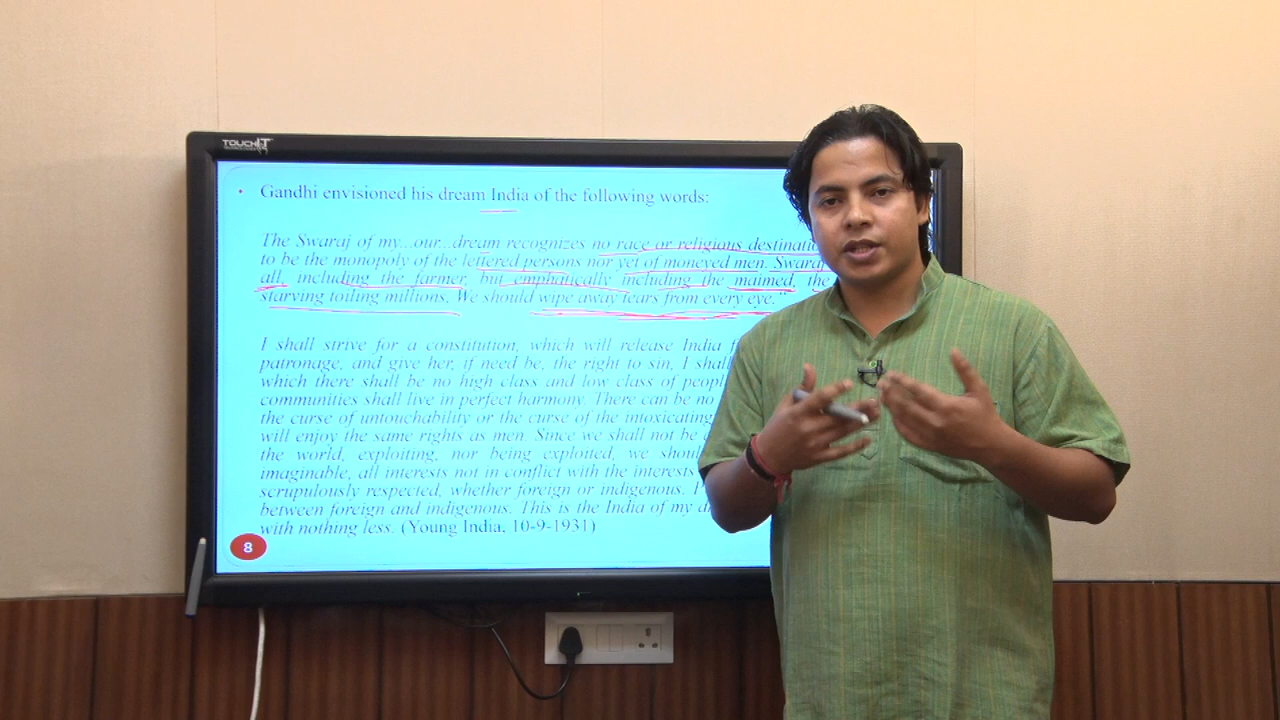 TOUCHIT
• Gandhi envisioned his dream India of the following words:
The Swaraj of my...our...dream recognizes no race or religious
to be the monopoly of the lettered persons nor yet of moneyed men. Swaraj
all, including the farmer, but emphatically including the maimed, the
starving toiling millions. We should wipe away tears from every eye."
I shall strive for a constitution, which will release India
patronage, and give her, if need be, the right to sin, I shall
which there shall be no high class and low class of
communities shall live in perfect harmony. There can be no
the curse of untouchability or the curse of the intoxicating
will enjoy the same rights as men. Since we shall not be
the world, exploiting, nor being exploited, we
imaginable, all interests not in conflict with the
scrupulously respected, whether foreign or indigenous.
between foreign and indigenous. This is the India of my
with nothing less. (Young India, 10-9-1931)
8